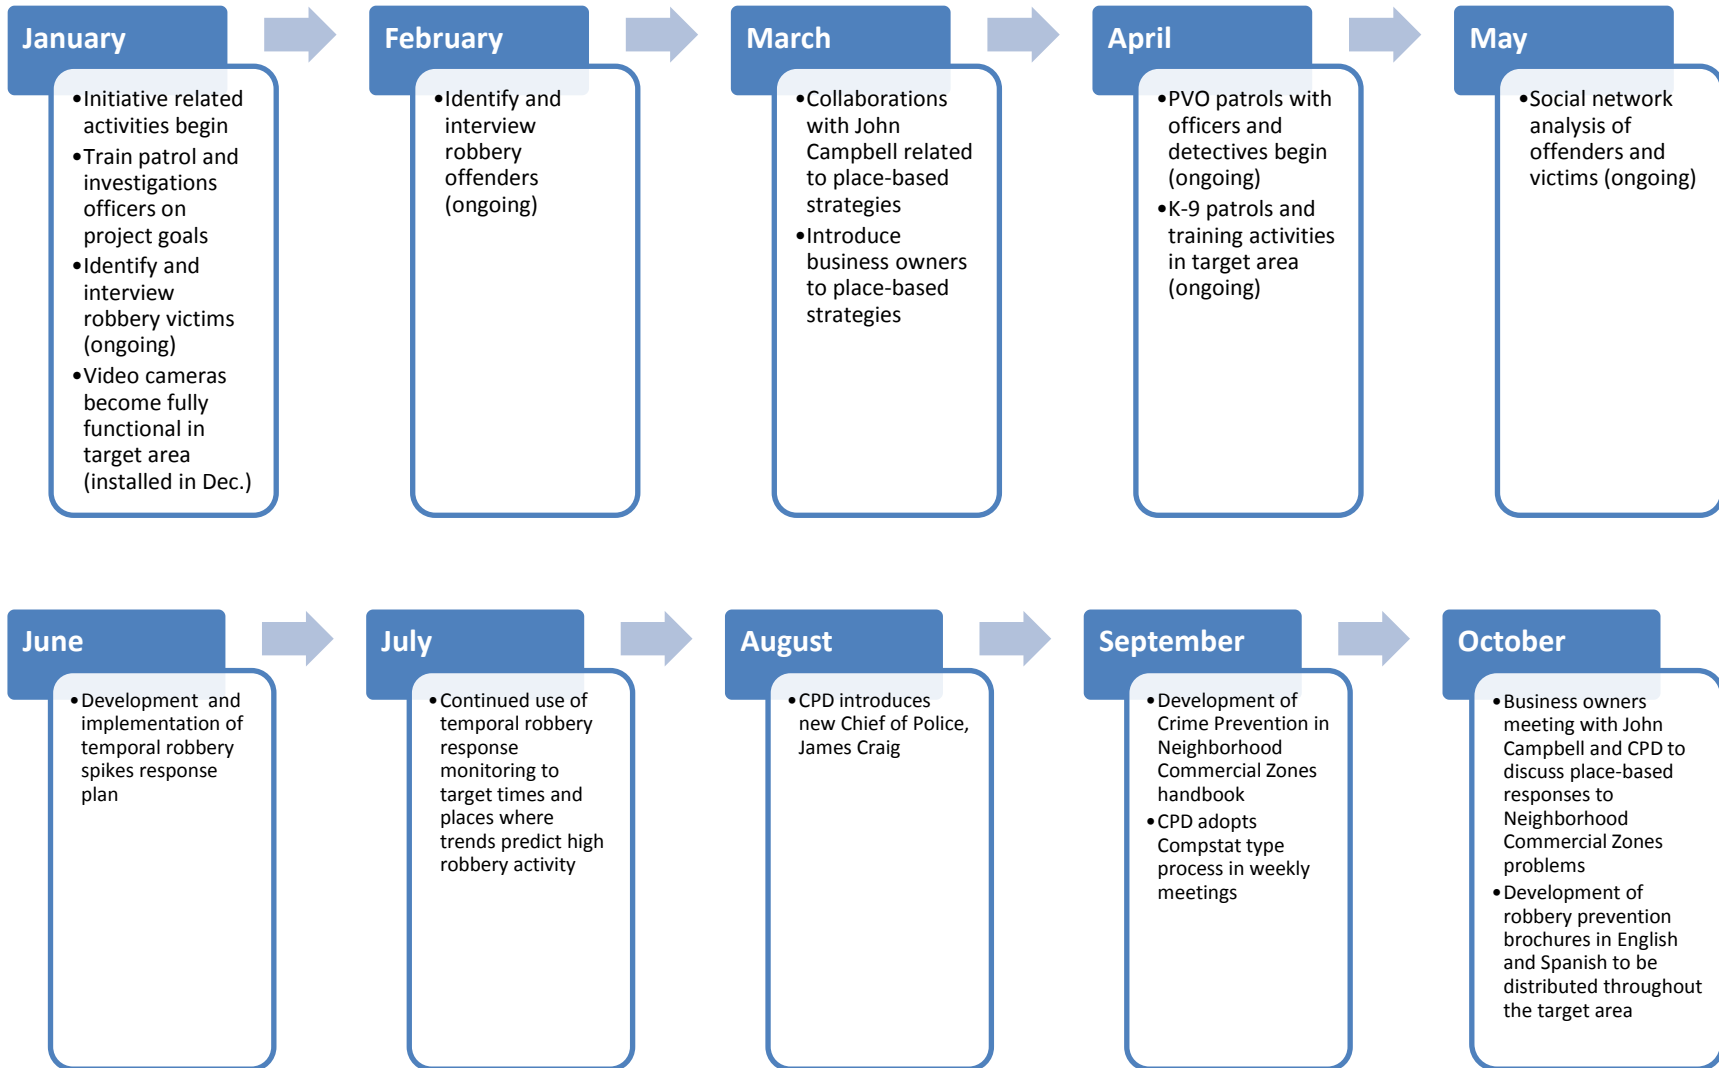 January
•Initiative related
activities begin
•Train patrol and
investigations
officers on
project goals
•Identify and
interview
robbery victims
(ongoing)
•Video cameras
become fully
functional in
target area
(installed in Dec.)
February
•Identify and
interview
robbery
offenders
(ongoing)
March
•Collaborations
with John
Campbell related
to place-based
strategies
•Introduce
business owners
to place-based
strategies
April
•PVO patrols with
officers and
detectives begin
(ongoing)
•K-9 patrols and
training activities
in target area
(ongoing)
May
•Social network
analysis of
offenders and
victims (ongoing)
June
•Development and
implementation of
temporal robbery
spikes response
plan
July
•Continued use of
temporal robbery
response
monitoring to
target times and
places where
trends predict high
robbery activity
August
•CPD introduces
new Chief of Police,
James Craig
September
•Development of
Crime Prevention in
Neighborhood
Commercial Zones
handbook
•CPD adopts
Compstat type
process in weekly
meetings
October
•Business owners
meeting with John
Campbell and CPD to
discuss place-based
responses to
Neighborhood
Commercial Zones
problems
•Development of
robbery prevention
brochures in English
and Spanish to be
distributed throughout
the target area